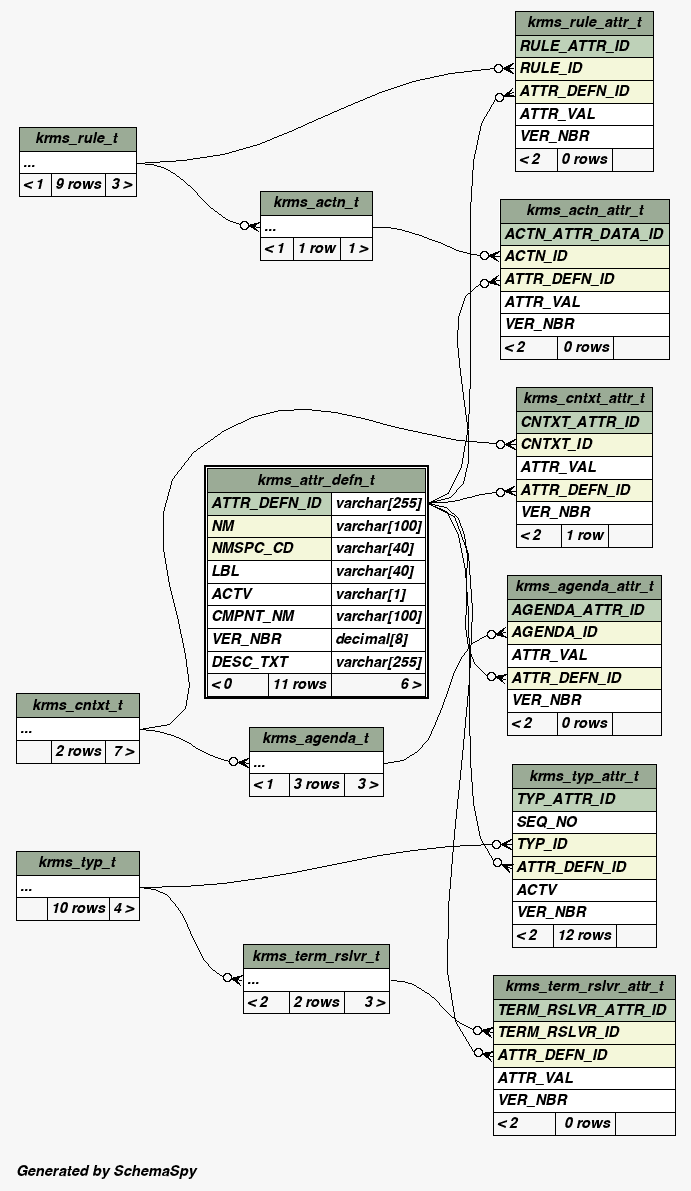 krms_rule_attr_t
RULE_ATTR_ID
RULE_ID
ATTR_DEFN_ID
ATTR_VAL
VER_NBR
< 2 0 rows
krms_rule_t
...
< 1 9 rows 3 >
krms_actn_t
...
< 1 1 row 1 >
krms_actn_attr_t
ACTN_ATTR_DATA_ID
ACTN_ID
ATTR_DEFN_ID
ATTR_VAL
VER_NBR
< 2 0 rows
krms_cntxt_attr_t
CNTXT_ATTR_ID
CNTXT_ID
ATTR_VAL
ATTR_DEFN_ID
VER_NBR
< 2 1 row
krms_attr_defn_t
ATTR_DEFN_ID varchar[255]
NM varchar[100]
NMSPC_CD varchar[40]
LBL varchar[40]
ACTV varchar[1]
CMPNT_NM varchar[100]
VER_NBR decimal[8]
DESC_TXT varchar[255]
< 0 11 rows 6 >
krms_agenda_attr_t
AGENDA_ATTR_ID
AGENDA_ID
ATTR_VAL
ATTR_DEFN_ID
VER_NBR
< 2 0 rows
krms_cntxt_t
...
2 rows 7 >
krms_agenda_t
...
< 1 3 rows 3 >
krms_typ_attr_t
TYP_ATTR_ID
SEQ_NO
TYP_ID
ATTR_DEFN_ID
ACTV
VER_NBR
< 2 12 rows
krms_typ_t
...
10 rows 4 >
krms_term_rslvr_t
...
< 2 2 rows 3 >
krms_term_rslvr_attr_t
TERM_RSLVR_ATTR_ID
TERM_RSLVR_ID
ATTR_DEFN_ID
ATTR_VAL
VER_NBR
< 2 0 rows
Generated by SchemaSpy